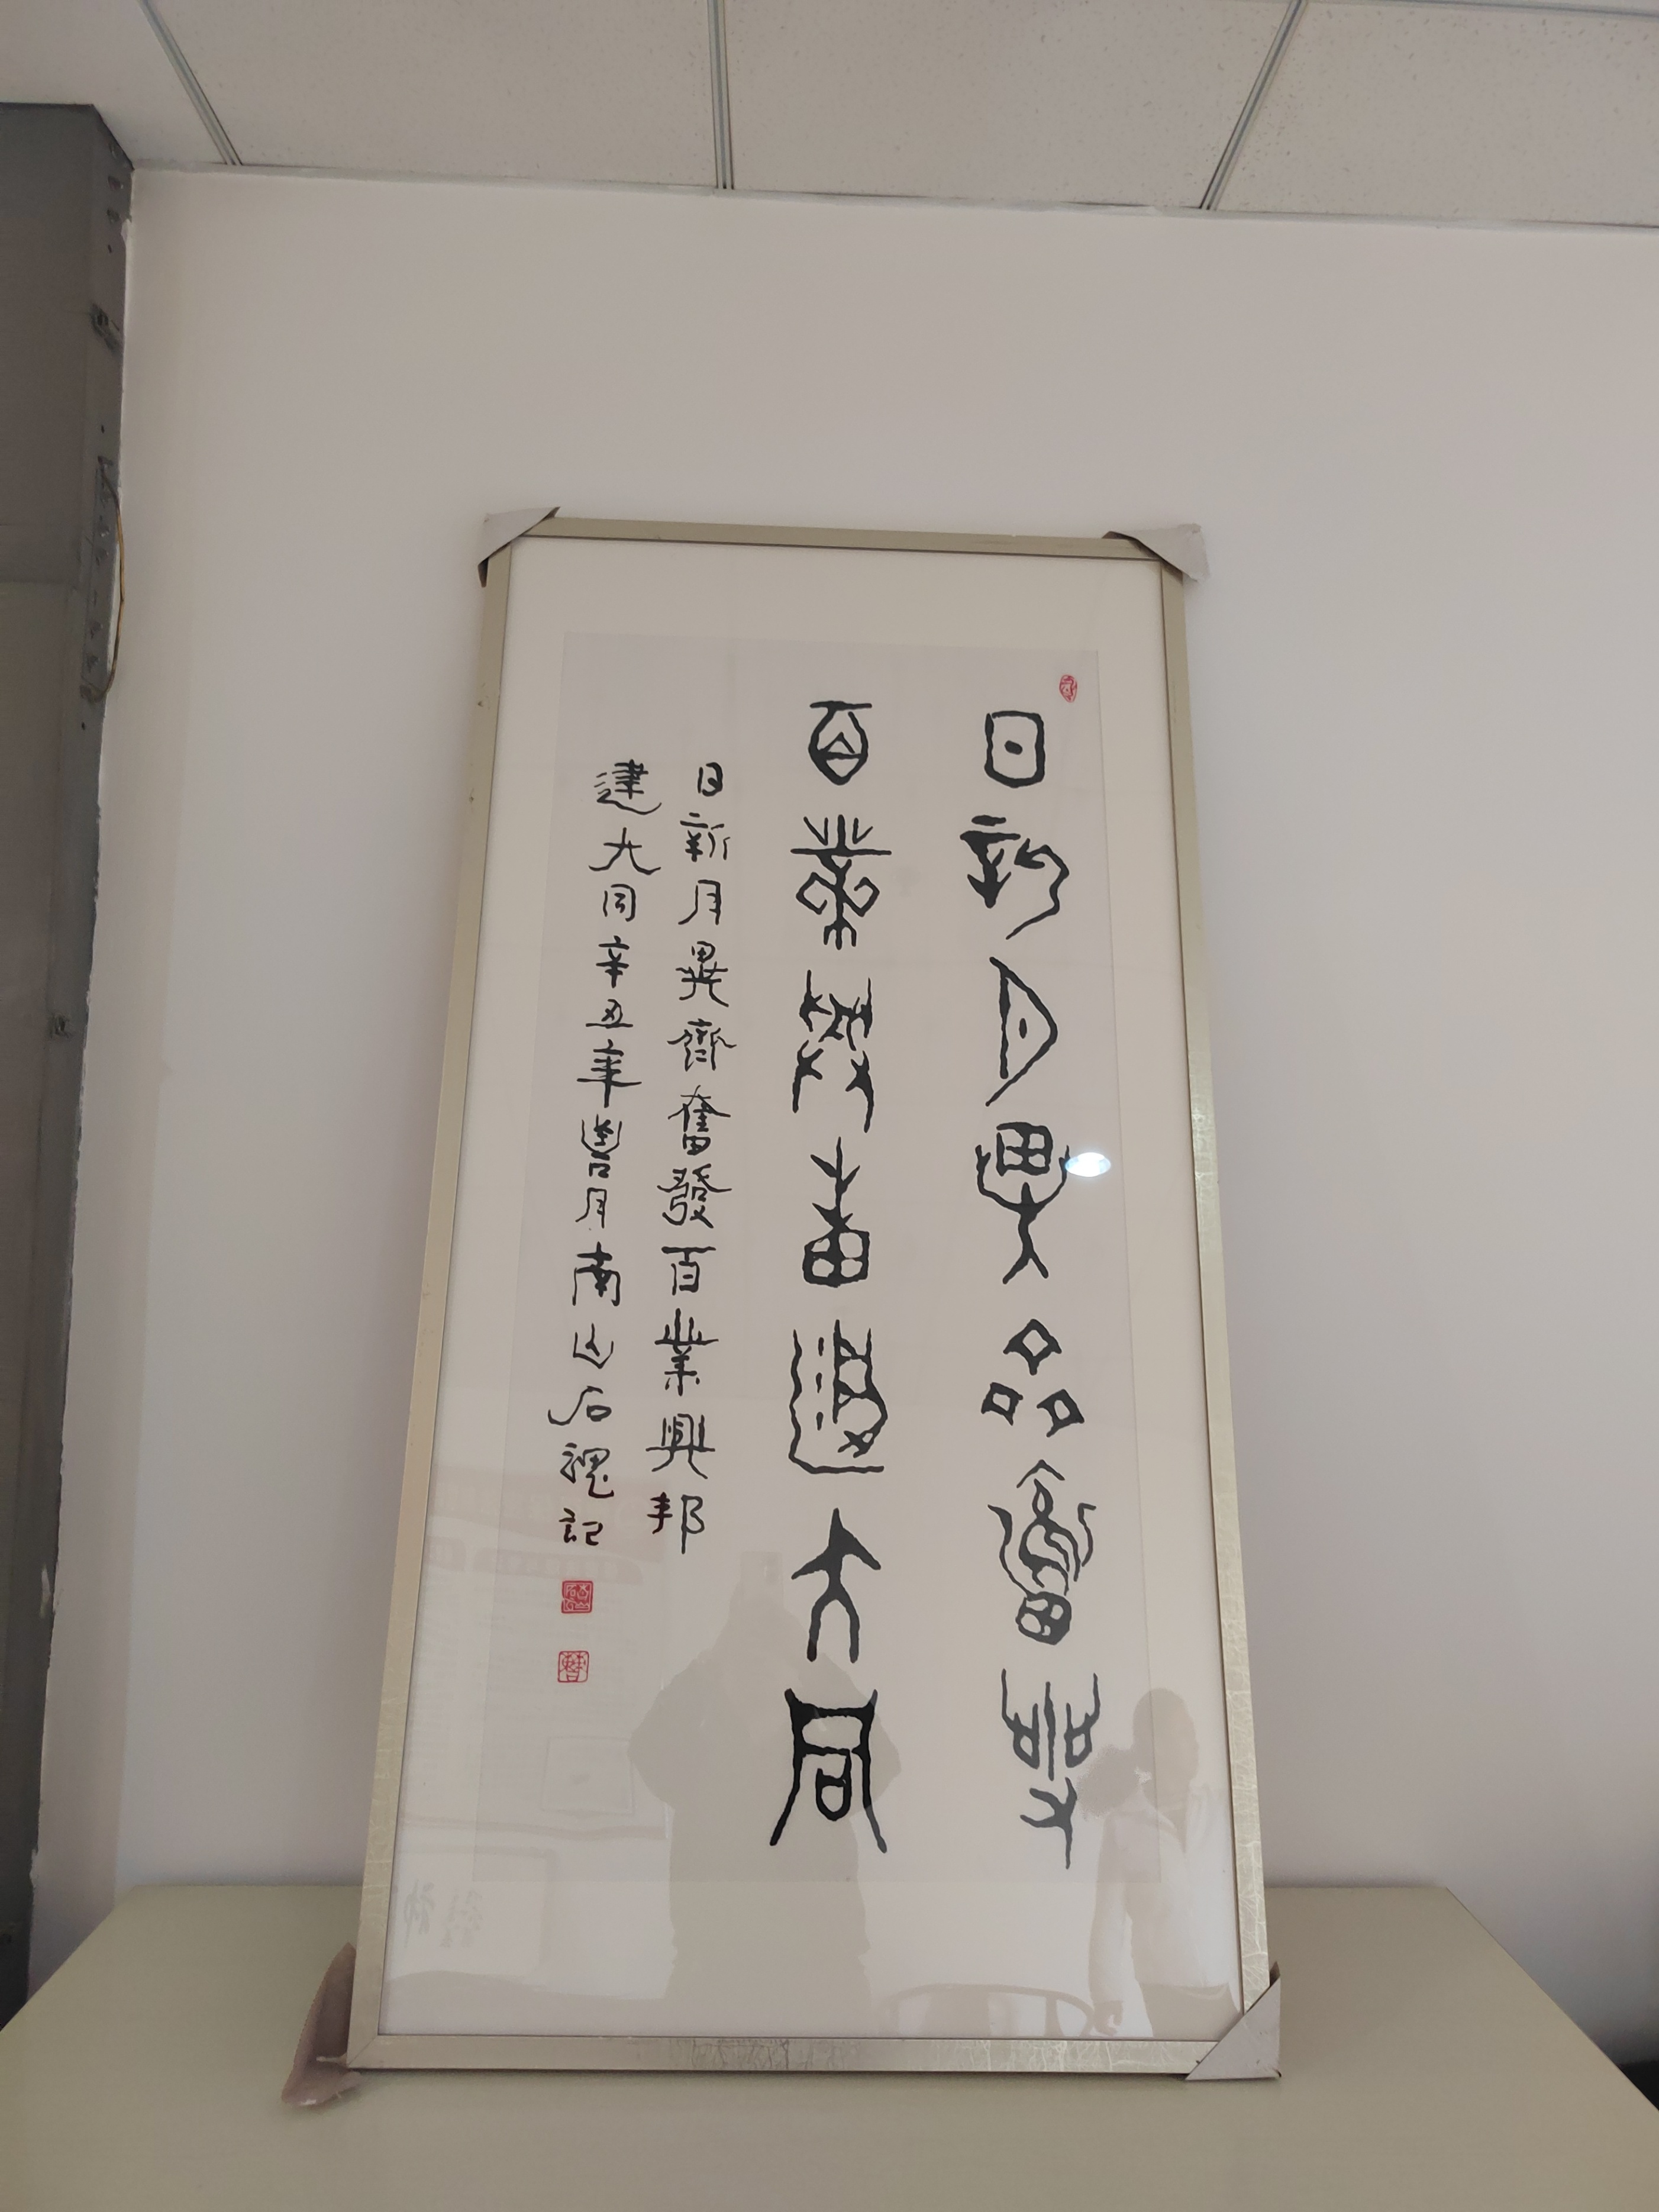 日新月異齊奮發
百業興邦建大同
日新月異齊奮發百業興邦
建大同辛丑年豐月南山石魂記